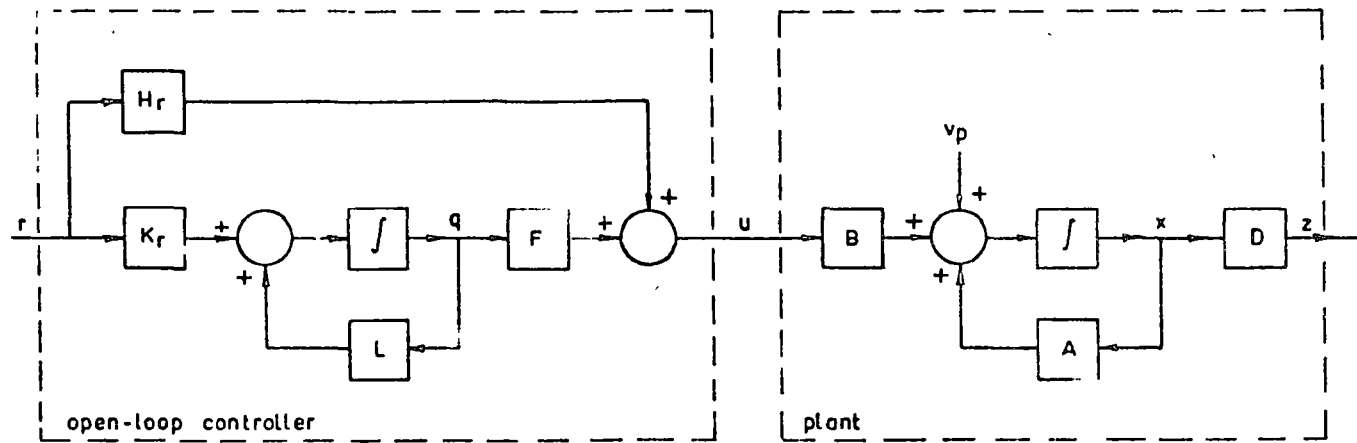 Hr
vp
+
+
r
Kr
+
∫
q
F
+
u
B
+
∫
x
D
z
+
+
L
A
open-loop controller
plant